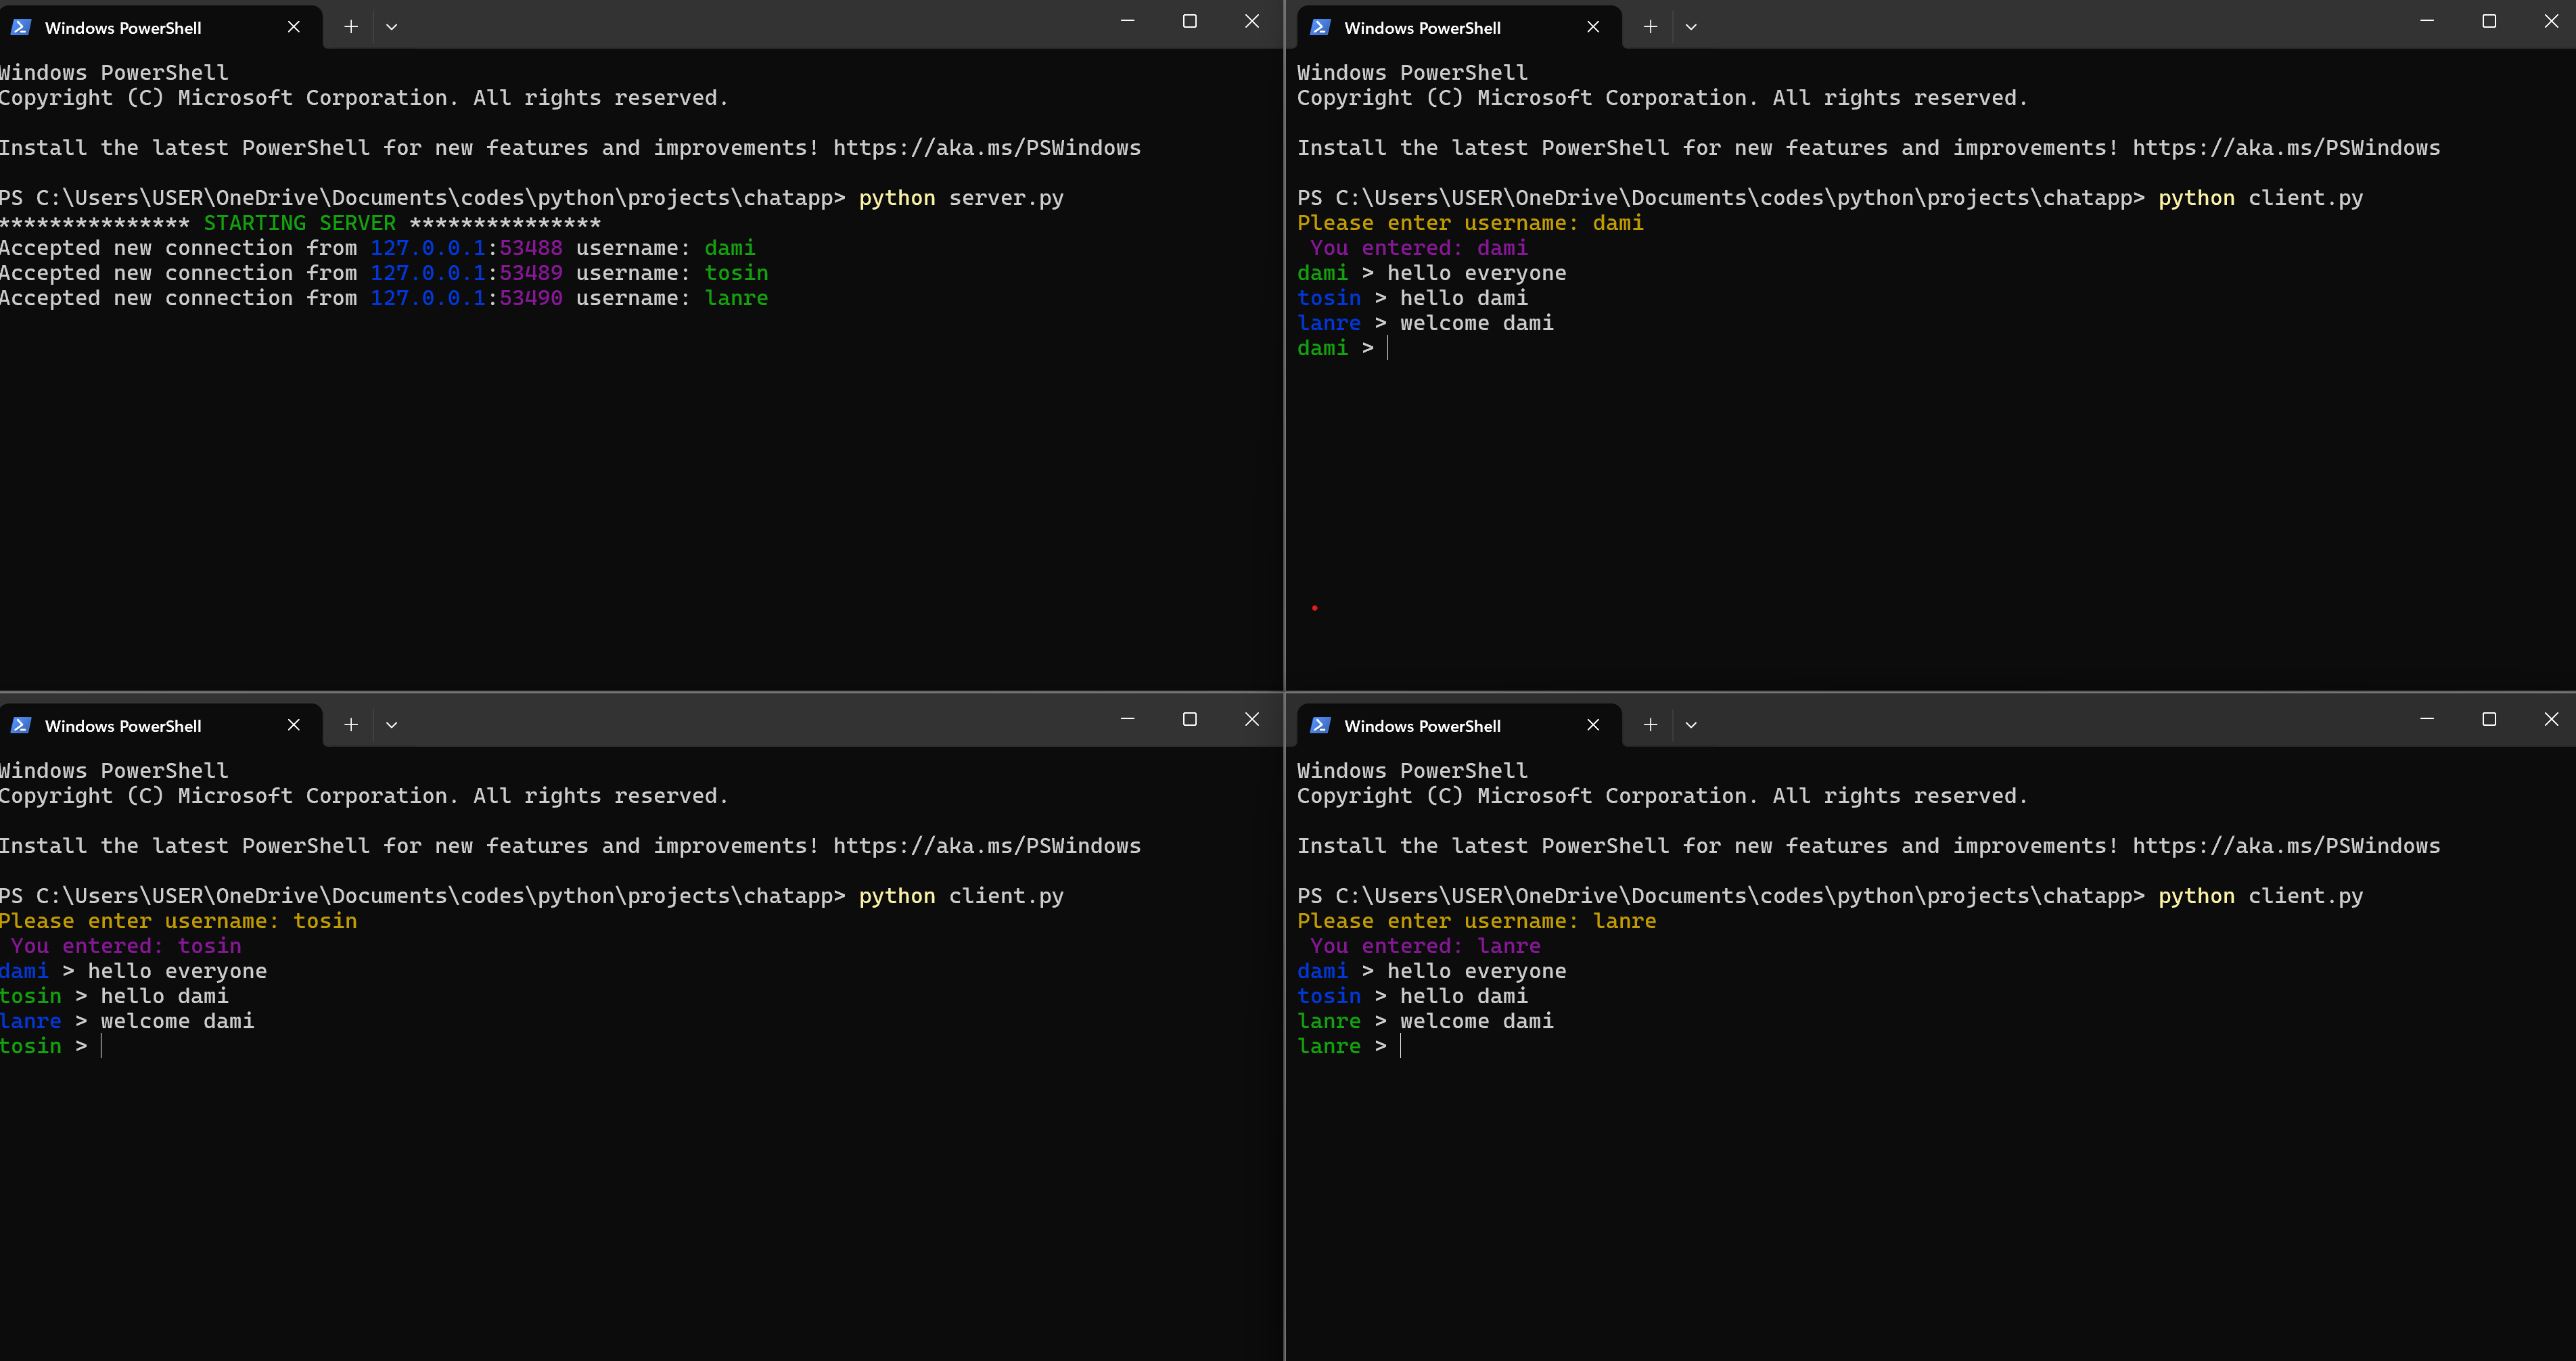 Windows PowerShell
Windows PowerShell
Copyright (C) Microsoft Corporation. All rights reserved.
Install the latest PowerShell for new features and improvements! https://aka.ms/PSWindows
PS C:\Users\USER\OneDrive\Documents\codes\python\projects\chatapp> python server.py
*************** STARTING SERVER ***************
Accepted new connection from 127.0.0.1:53488 username: dami
Accepted new connection from 127.0.0.1:53489 username: tosin
Accepted new connection from 127.0.0.1:53490 username: lanre
Windows PowerShell
Windows PowerShell
Copyright (C) Microsoft Corporation. All rights reserved.
Install the latest PowerShell for new features and improvements! https://aka.ms/PSWindows
PS C:\Users\USER\OneDrive\Documents\codes\python\projects\chatapp> python client.py
Please enter username: dami
You entered: dami
dami > hello everyone
tosin > hello dami
lanre > welcome dami
dami >
Windows PowerShell
Windows PowerShell
Copyright (C) Microsoft Corporation. All rights reserved.
Install the latest PowerShell for new features and improvements! https://aka.ms/PSWindows
PS C:\Users\USER\OneDrive\Documents\codes\python\projects\chatapp> python client.py
Please enter username: tosin
You entered: tosin
dami > hello everyone
tosin > hello dami
lanre > welcome dami
tosin >
Windows PowerShell
Windows PowerShell
Copyright (C) Microsoft Corporation. All rights reserved.
Install the latest PowerShell for new features and improvements! https://aka.ms/PSWindows
PS C:\Users\USER\OneDrive\Documents\codes\python\projects\chatapp> python client.py
Please enter username: lanre
You entered: lanre
dami > hello everyone
tosin > hello dami
lanre > welcome dami
lanre >